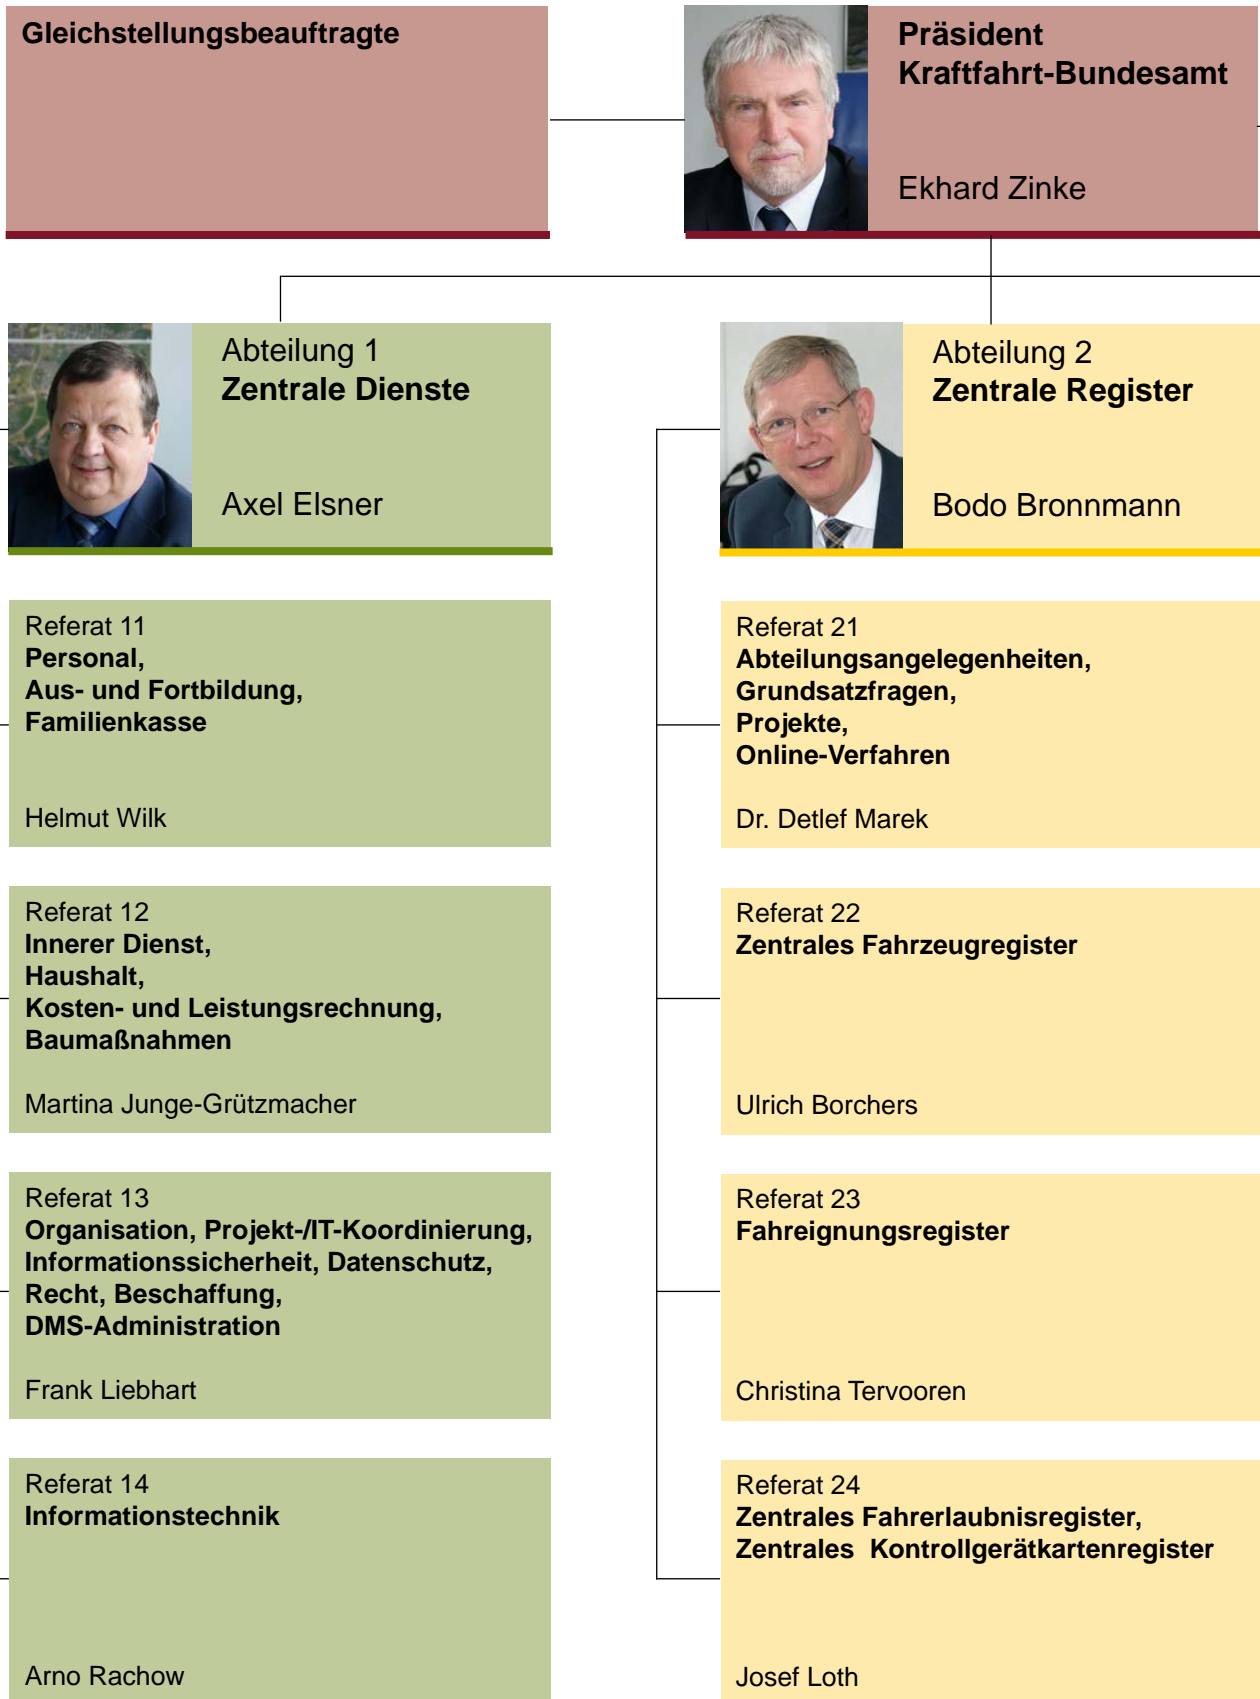 Gleichstellungsbeauftragte
Präsident
Kraftfahrt-Bundesamt
Ekhard Zinke
Abteilung 1
Zentrale Dienste
Axel Elsner
Abteilung 2
Zentrale Register
Bodo Bronnmann
Referat 11
Personal,
Aus- und Fortbildung,
Familienkasse
Helmut Wilk
Referat 21
Abteilungsangelegenheiten,
Grundsatzfragen,
Projekte,
Online-Verfahren
Dr. Detlef Marek
Referat 12
Innerer Dienst,
Haushalt,
Kosten- und Leistungsrechnung,
Baumaßnahmen
Martina Junge-Grützmacher
Referat 22
Zentrales Fahrzeugregister
Ulrich Borchers
Referat 13
Organisation, Projekt-/IT-Koordinierung,
Informationssicherheit, Datenschutz,
Recht, Beschaffung,
DMS-Administration
Frank Liebhart
Referat 23
Fahreignungsregister
Christina Tervooren
Referat 14
Informationstechnik
Arno Rachow
Referat 24
Zentrales Fahrerlaubnisregister,
Zentrales  Kontrollgerätkartenregister
Josef Loth